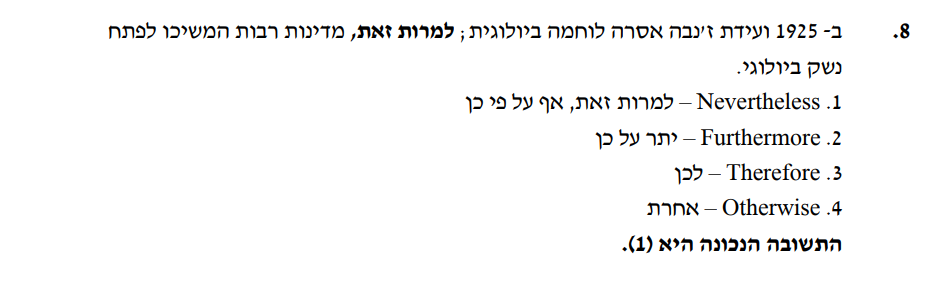 8. ב- 1925 ועידת ז'נבה אסרה לוחמה ביולוגית; למרות זאת, מדינות רבות המשיכו לפתח
נשק ביולוגי.
1. Nevertheless – למרות זאת, אף על פי כן
2. Furthermore – יתר על כן
3. Therefore – לכן
4. Otherwise – אחרת
התשובה הנכונה היא (1).